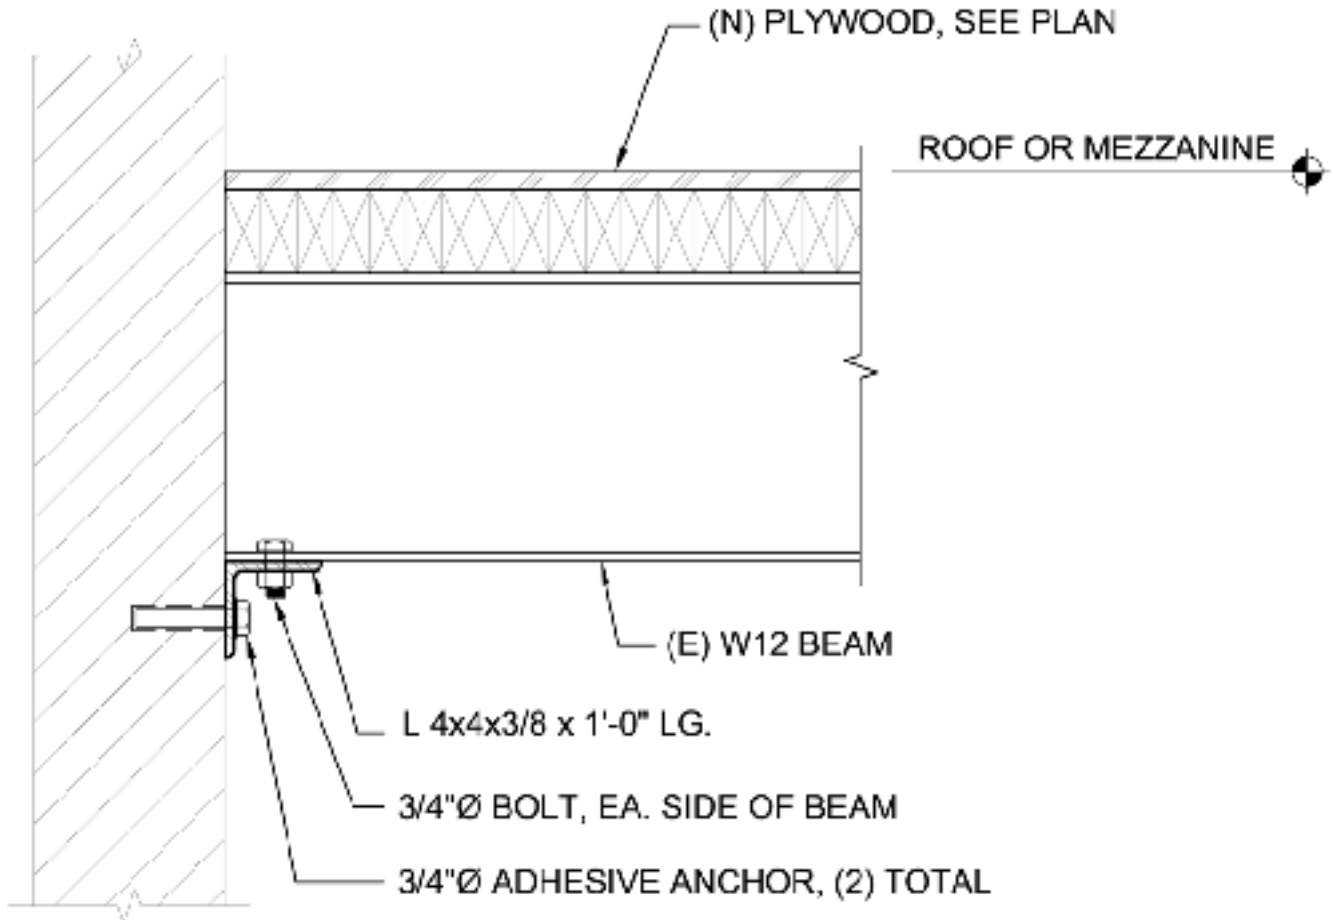 (N) PLYWOOD, SEE PLAN
ROOF OR MEZZANINE
(E) W12 BEAM
L 4x4x3/8 x 1'-0" LG.
3/4"Ø BOLT, EA. SIDE OF BEAM
3/4"Ø ADHESIVE ANCHOR, (2) TOTAL